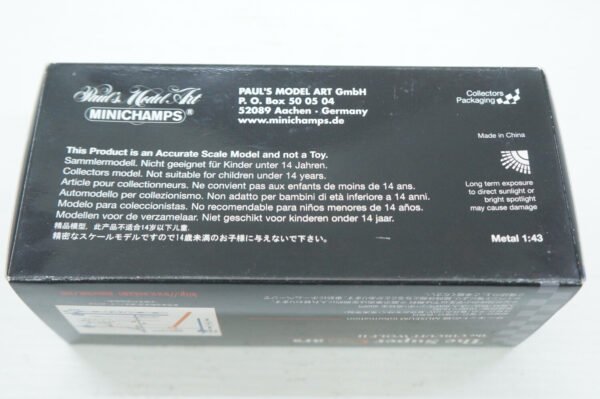 Paul's Model Art
MINICHAMPS®
PAUL'S MODEL ART GmbH
P. O. Box 50 05 04
52089 Aachen · Germany
www.minichamps.de
Collectors
Packaging
Made in China
This Product is an Accurate Scale Model and not a Toy.
Sammlermodell. Nicht geeignet für Kinder unter 14 Jahren.
Collectors model. Not suitable for children under 14 years.
Article pour collectionneurs. Ne convient pas aux enfants de moins de 14 ans.
Automodello per collezionismo. Non adatto per bambini di età inferiore a 14 anni.
Modelo para coleccionistas. No recomendado para niños menores de 14 años.
Modellen voor de verzamelaar. Niet geschikt voor kinderen onder 14 jaar.
精品模型，此产品不适合14岁以下儿童。
精密なスケールモデルですので14歳未満のお子様に与えないで下さい。
Long term exposure
to direct sunlight or
bright spotlight
may cause damage
Metal 1:43
The Super